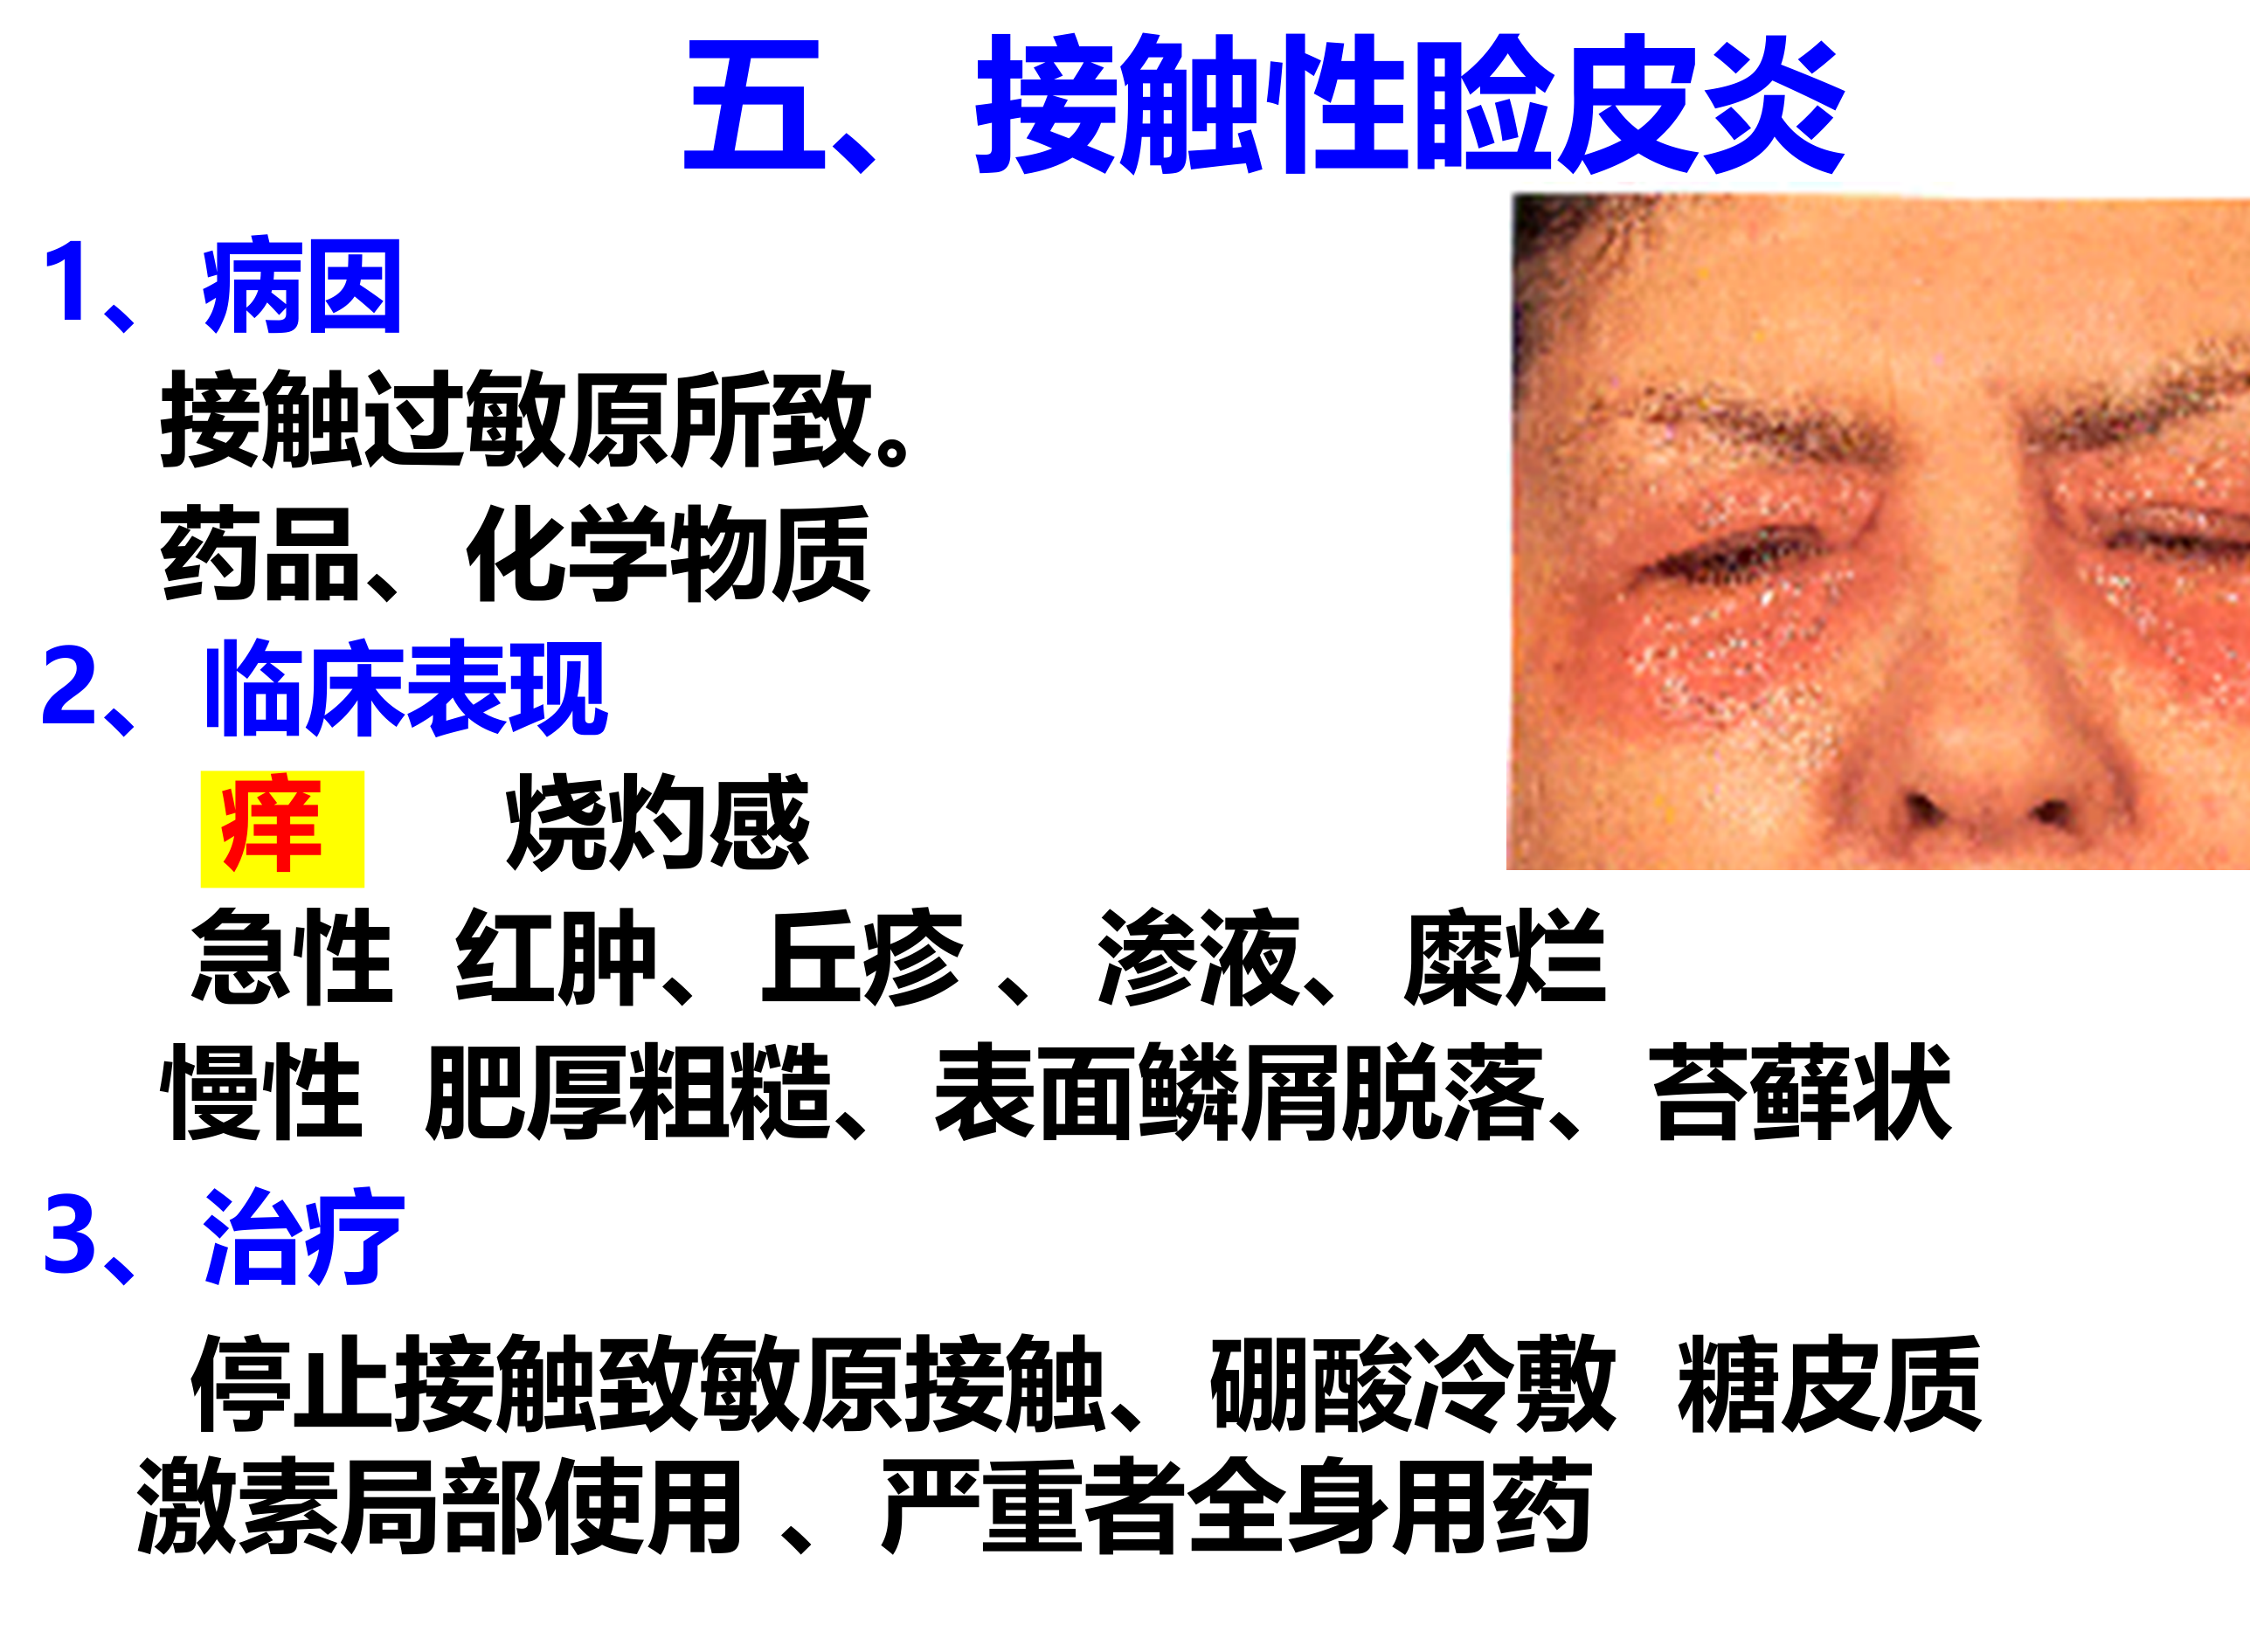 五、接触性睑皮炎
1、病因
接触过敏原所致。
药品、化学物质
2、临床表现
痒 烧灼感
急性 红肿、丘疹 、渗液、糜烂
慢性 肥厚粗糙、表面鳞屑脱落、苔藓状
3、治疗
停止接触致敏原接触、硼酸冷敷 糖皮质
激素局部使用 、严重者全身用药